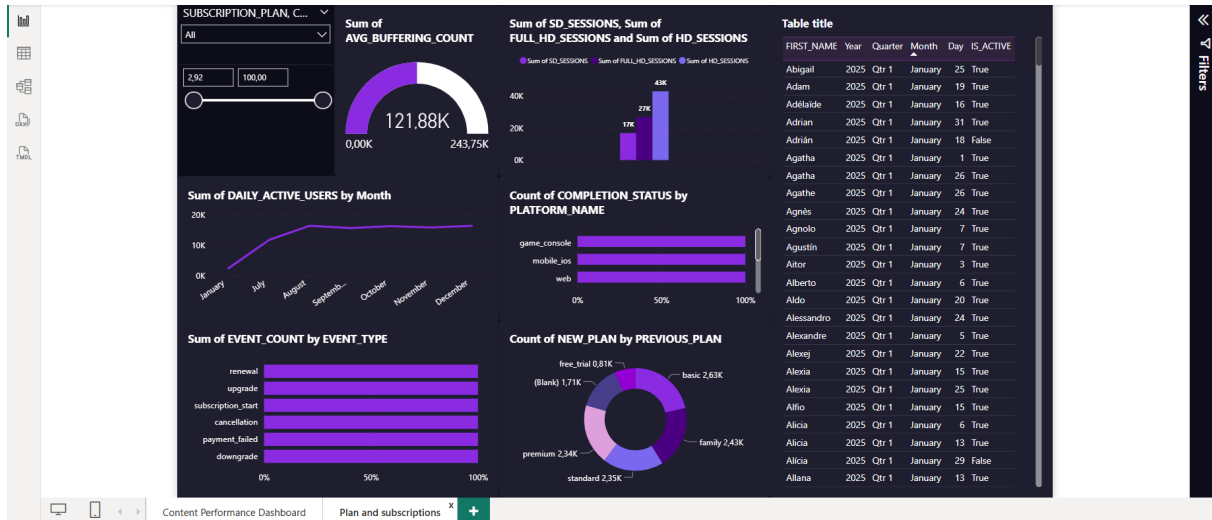 SUBSCRIPTION_PLAN, C...
All
2,92 100,00
Sum of
AVG_BUFFERING_COUNT
121,88K
0,00K 243,75K
Sum of SD_SESSIONS, Sum of
FULL_HD_SESSIONS and Sum of HD_SESSIONS
Sum of SD_SESSIONS Sum of FULL_HD_SESSIONS Sum of HD_SESSIONS
40K
20K
0K
17K
27K
43K
Sum of DAILY_ACTIVE_USERS by Month
20K
10K
0K
January July August Septemb... October November December
Count of COMPLETION_STATUS by
PLATFORM_NAME
game_console
mobile_ios
web
0% 50% 100%
Sum of EVENT_COUNT by EVENT_TYPE
renewal
upgrade
subscription_start
cancellation
payment_failed
downgrade
0% 50% 100%
Count of NEW_PLAN by PREVIOUS_PLAN
free_trial 0,81K
(Blank) 1,71K
basic 2,63K
family 2,43K
premium 2,34K
standard 2,35K
Table title
FIRST_NAME Year Quarter Month Day IS_ACTIVE
Abigail 2025 Qtr 1 January 25 True
Adam 2025 Qtr 1 January 19 True
Adélaïde 2025 Qtr 1 January 16 True
Adrian 2025 Qtr 1 January 31 True
Adrián 2025 Qtr 1 January 18 False
Agatha 2025 Qtr 1 January 1 True
Agatha 2025 Qtr 1 January 26 True
Agathe 2025 Qtr 1 January 26 True
Agnès 2025 Qtr 1 January 24 True
Agnolo 2025 Qtr 1 January 7 True
Agustín 2025 Qtr 1 January 7 True
Aitor 2025 Qtr 1 January 3 True
Alberto 2025 Qtr 1 January 6 True
Aldo 2025 Qtr 1 January 20 True
Alessandro 2025 Qtr 1 January 24 True
Alexandre 2025 Qtr 1 January 5 True
Alexej 2025 Qtr 1 January 22 True
Alexia 2025 Qtr 1 January 15 True
Alexia 2025 Qtr 1 January 25 True
Alfio 2025 Qtr 1 January 15 True
Alicia 2025 Qtr 1 January 6 True
Alicia 2025 Qtr 1 January 13 True
Alícia 2025 Qtr 1 January 29 False
Allana 2025 Qtr 1 January 13 True
Filters
DAX
TMDL
Content Performance Dashboard Plan and subscriptions x +